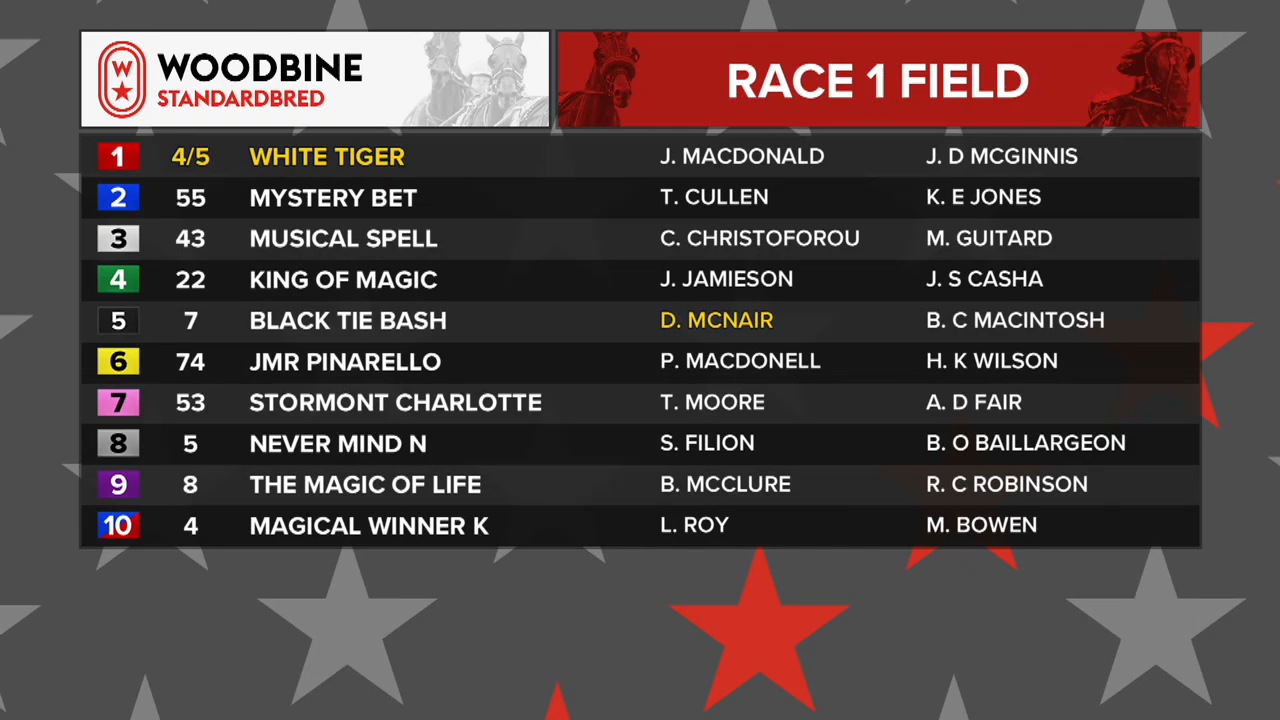 W
WOODBINE
STANDARDBRED
RACE 1 FIELD
1 4/5 WHITE TIGER J. MACDONALD J. D MCGINNIS
2 55 MYSTERY BET T. CULLEN K. E JONES
3 43 MUSICAL SPELL C. CHRISTOFOROU M. GUITARD
4 22 KING OF MAGIC J. JAMIESON J. S CASHA
5 7 BLACK TIE BASH D. MCNAIR B. C MACINTOSH
6 74 JMR PINARELLO P. MACDONELL H. K WILSON
7 53 STORMONT CHARLOTTE T. MOORE A. D FAIR
8 5 NEVER MIND N S. FILION B. O BAILLARGEON
9 8 THE MAGIC OF LIFE B. MCCLURE R. C ROBINSON
10 4 MAGICAL WINNER K L. ROY M. BOWEN